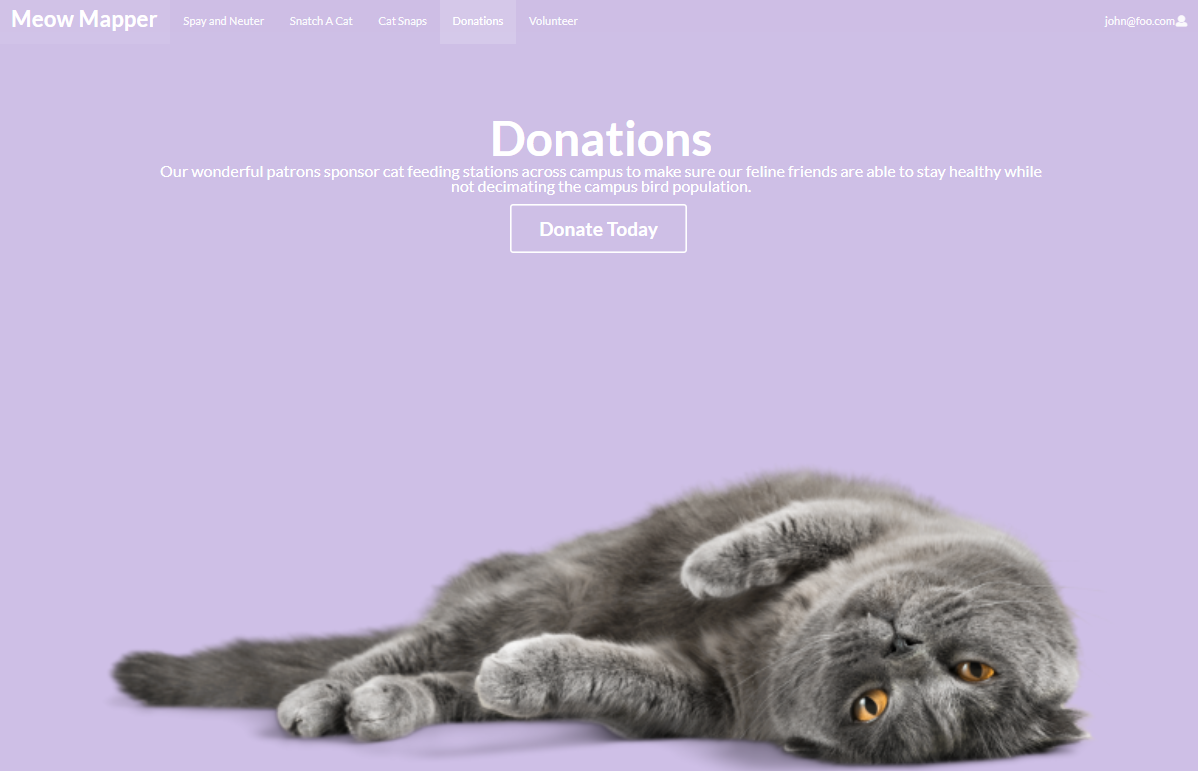 Meow Mapper Spay and Neuter Snatch A Cat Cat Snaps Donations Volunteer john@foo.com
Donations
Our wonderful patrons sponsor cat feeding stations across campus to make sure our feline friends are able to stay healthy while
not decimating the campus bird population.
Donate Today